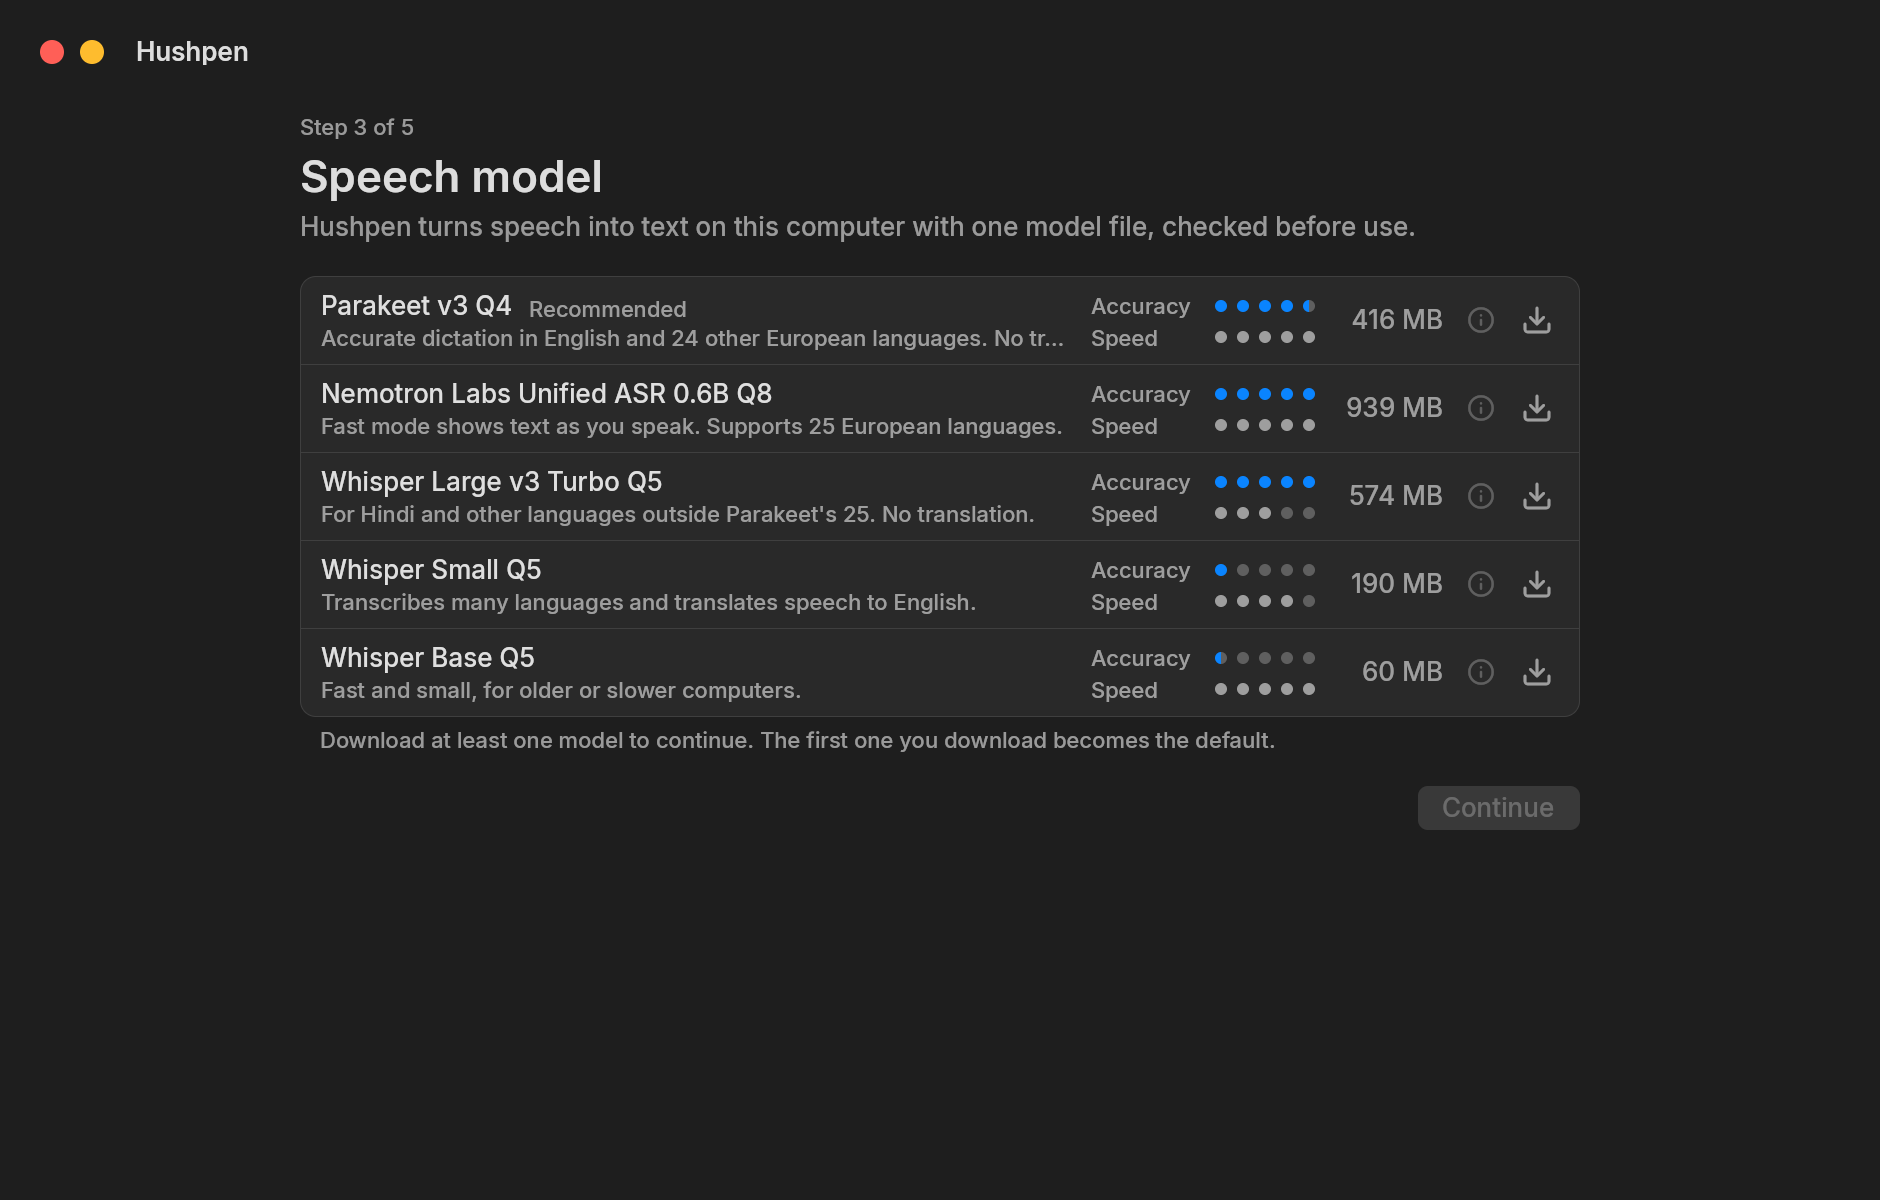 Hushpen
Step 3 of 5
Speech model
Hushpen turns speech into text on this computer with one model file, checked before use.
Parakeet v3 Q4 Recommended
Accurate dictation in English and 24 other European languages. No tr...
Accuracy
Speed
416 MB
Nemotron Labs Unified ASR 0.6B Q8
Fast mode shows text as you speak. Supports 25 European languages.
Accuracy
Speed
939 MB
Whisper Large v3 Turbo Q5
For Hindi and other languages outside Parakeet's 25. No translation.
Accuracy
Speed
574 MB
Whisper Small Q5
Transcribes many languages and translates speech to English.
Accuracy
Speed
190 MB
Whisper Base Q5
Fast and small, for older or slower computers.
Accuracy
Speed
60 MB
Download at least one model to continue. The first one you download becomes the default.
Continue